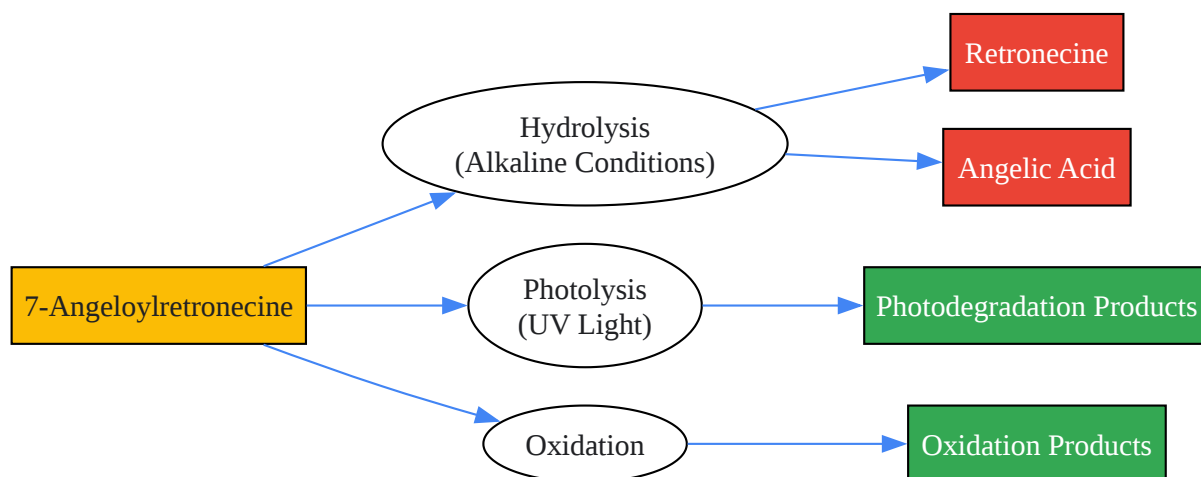 Retronecine
Hydrolysis
(Alkaline Conditions)
Angelic Acid
7-Angeloylretronecine
Photolysis
(UV Light)
Photodegradation Products
Oxidation
Oxidation Products